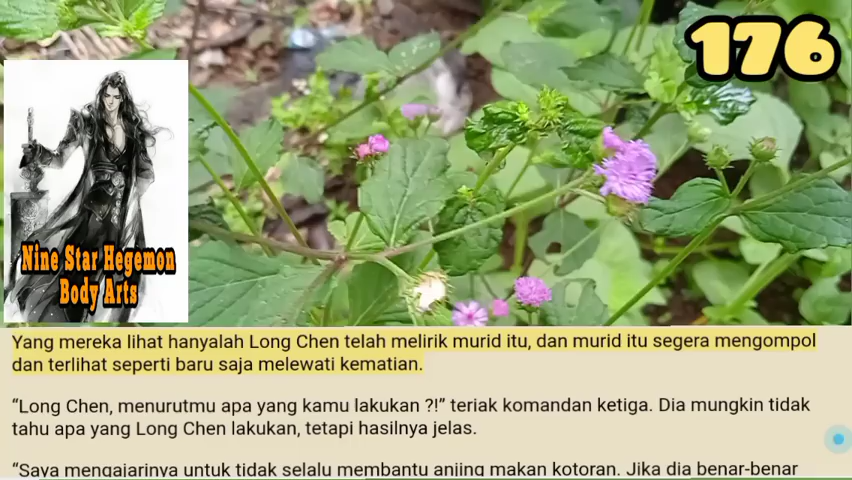 176
Nine Star Hegemon
Body Arts
Yang mereka lihat hanyalah Long Chen telah melirik murid itu, dan murid itu segera mengompol
dan terlihat seperti baru saja melewati kematian.
“Long Chen, menurutmu apa yang kamu lakukan ?!” teriak komandan ketiga. Dia mungkin tidak
tahu apa yang Long Chen lakukan, tetapi hasilnya jelas.
“Saya mengajarinya untuk tidak selalu membantu anjing makan kotoran. Jika dia benar-benar